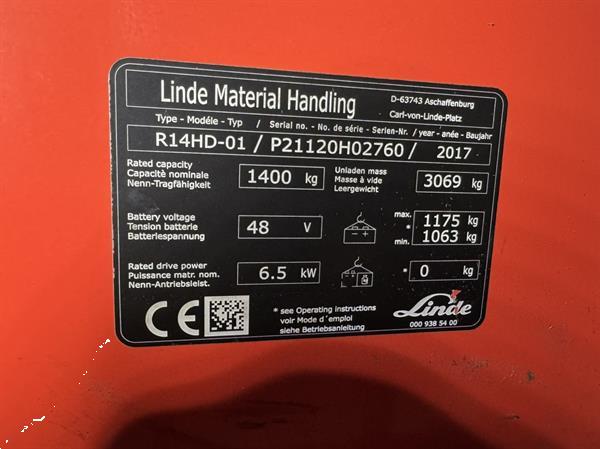 Linde Material Handling
D-63743 Aschaffenburg
Carl-von-Linde-Platz
Type - Modéle - Typ / Serial no. - No. de série - Serien-Nr. / year - anée - Baujahr
R14HD-01 / P21120H02760 / 2017
Rated capacity
Capacité nominale
Nenn-Tragfähigkeit
1400 kg
Unladen mass
Masse à vide
Leergewicht
3069 kg
Battery voltage
Tension batterie
Batteriespannung
48 V
- +
max. 1175 kg
*
min. 1063 kg
Rated drive power
Puissance matr. nom.
Nenn-Antriebsleist.
6.5 kW
* 0 kg
CE
* see Operating instructions
voir Mode d´emploi
siehe Betriebsanleitung
Linde
000 938 54 00